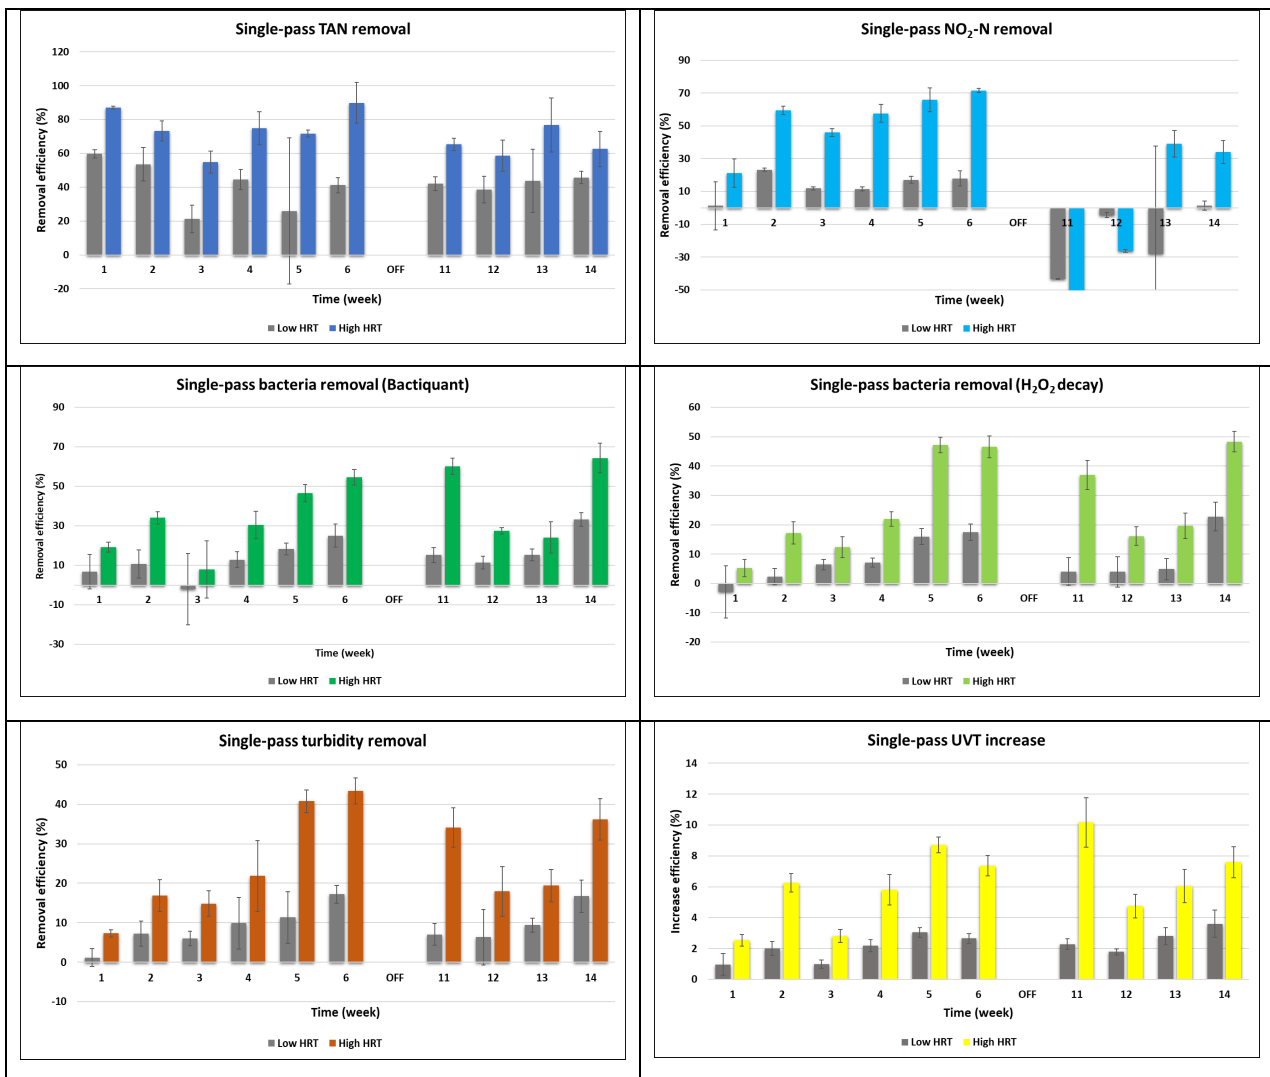 Single-pass TAN removal
120
100
80
60
40
20
0
-20
Removal efficiency (%)
1 2 3 4 5 6 OFF 11 12 13 14
Time (week)
Low HRT High HRT
Single-pass NO₂-N removal
90
70
50
30
10
-10
-30
-50
Removal efficiency (%)
1 2 3 4 5 6 OFF 11 12 13 14
Time (week)
Low HRT High HRT
Single-pass bacteria removal (Bactiquant)
90
70
50
30
10
-10
-30
Removal efficiency (%)
1 2 3 4 5 6 OFF 11 12 13 14
Time (week)
Low HRT High HRT
Single-pass bacteria removal (H₂O₂ decay)
60
50
40
30
20
10
0
-10
-20
Removal efficiency (%)
1 2 3 4 5 6 OFF 11 12 13 14
Time (week)
Low HRT High HRT
Single-pass turbidity removal
50
40
30
20
10
0
-10
Removal efficiency (%)
1 2 3 4 5 6 OFF 11 12 13 14
Time (week)
Low HRT High HRT
Single-pass UVT increase
14
12
10
8
6
4
2
0
Increase efficiency (%)
1 2 3 4 5 6 OFF 11 12 13 14
Time (week)
Low HRT High HRT